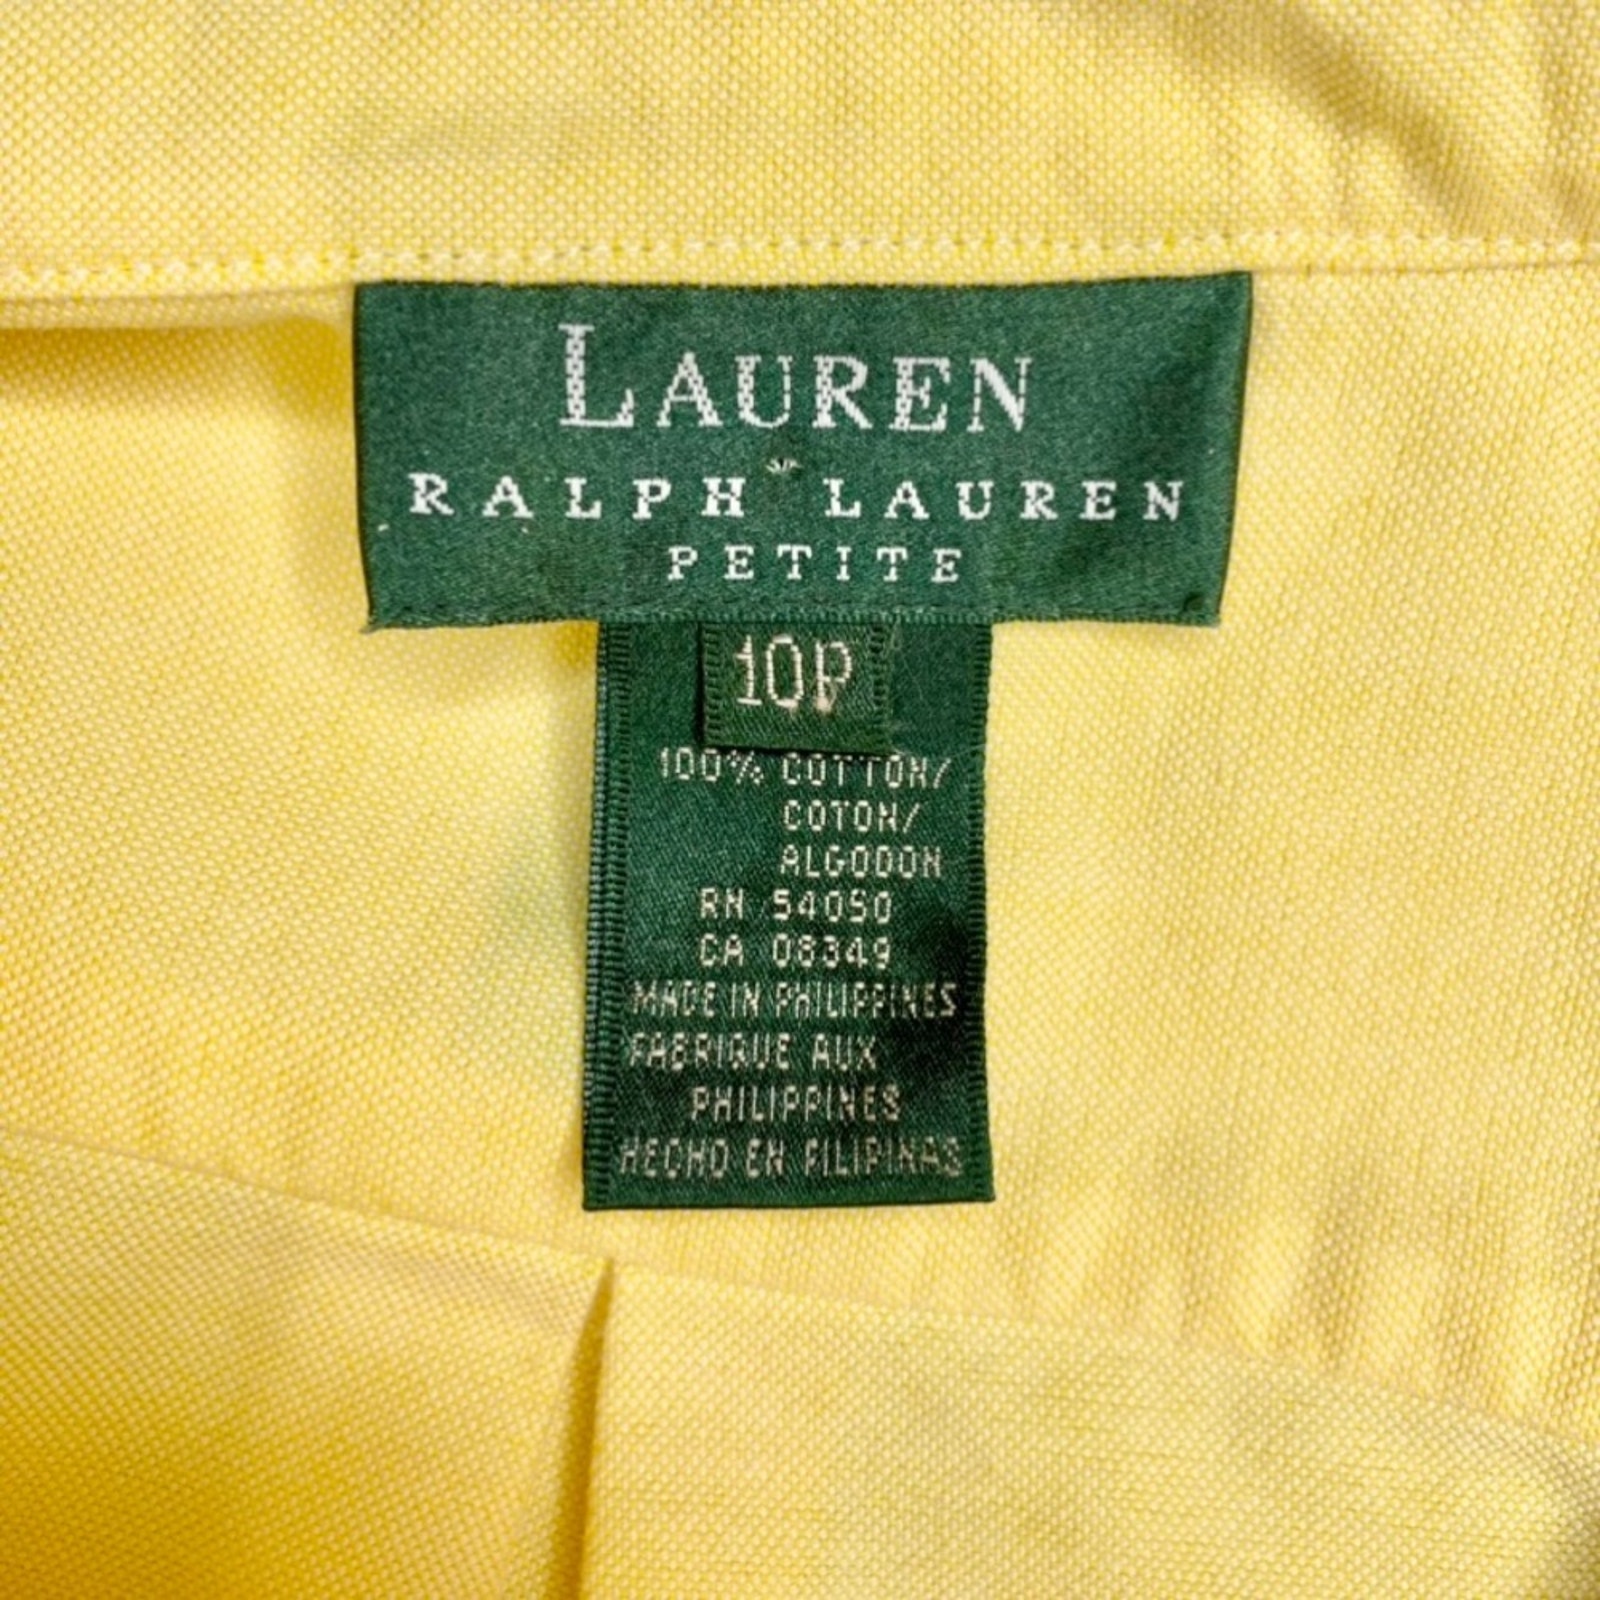 LAUREN
RALPH LAUREN
PETITE
10P
100% COTTON/
COTON/
ALGODON
RN 54050
CA 08349
MADE IN PHILIPPINES
FABRIQUE AUX
PHILIPPINES
HECHO EN FILIPINAS